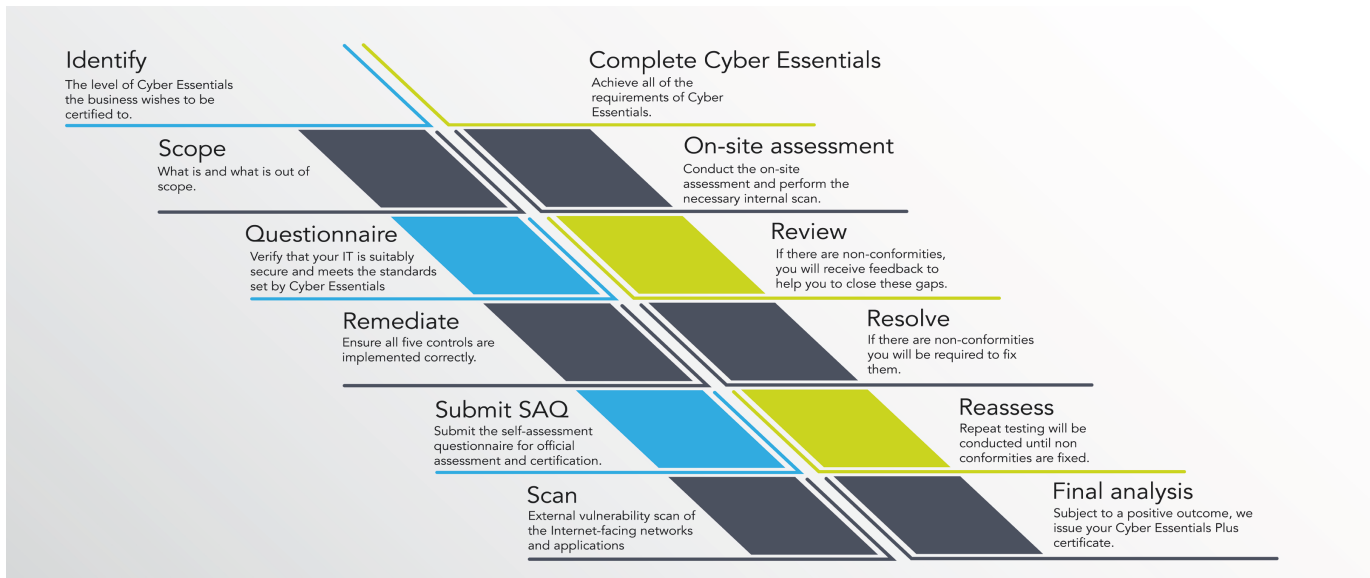 Identify
The level of Cyber Essentials
the business wishes to be
certified to.
Scope
What is and what is out of
scope.
Questionnaire
Verify that your IT is suitably
secure and meets the standards
set by Cyber Essentials
Remediate
Ensure all five controls are
implemented correctly.
Submit SAQ
Submit the self-assessment
questionnaire for official
assessment and certification.
Scan
External vulnerability scan of
the Internet-facing networks
and applications
Complete Cyber Essentials
Achieve all of the
requirements of Cyber
Essentials.
On-site assessment
Conduct the on-site
assessment and perform the
necessary internal scan.
Review
If there are non-conformities,
you will receive feedback to
help you to close these gaps.
Resolve
If there are non-conformities
you will be required to fix
them.
Reassess
Repeat testing will be
conducted until non
conformities are fixed.
Final analysis
Subject to a positive outcome, we
issue your Cyber Essentials Plus
certificate.